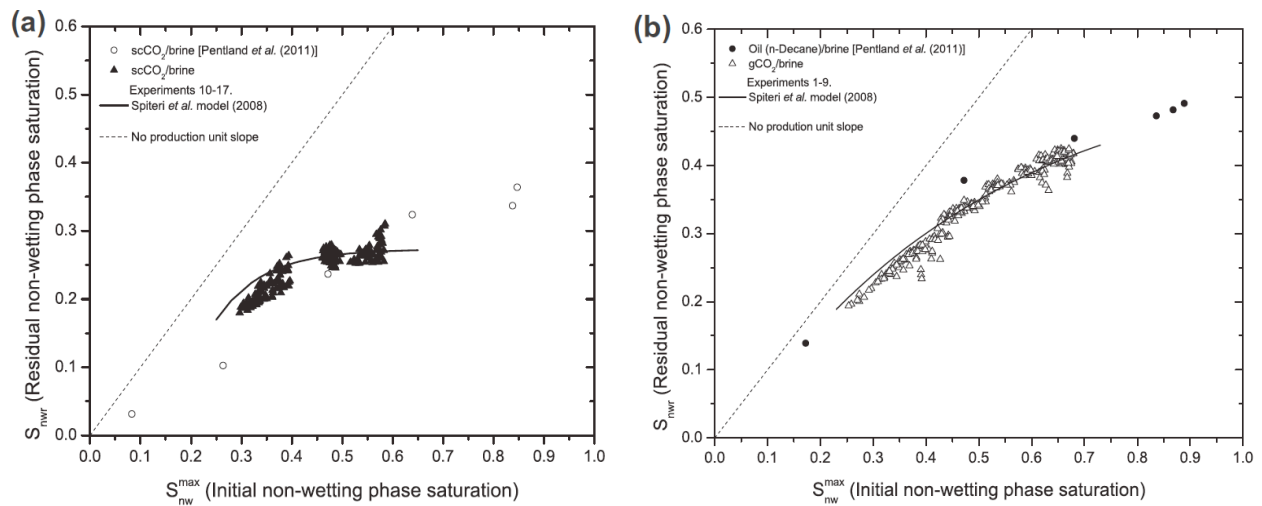 (a)
scCO2/brine [Pentland et al. (2011)]
scCO2/brine
Experiments 10-17.
Spiteri et al. model (2008)
No production unit slope
0.6
0.5
0.4
0.3
0.2
0.1
0.0
0.0 0.1 0.2 0.3 0.4 0.5 0.6 0.7 0.8 0.9 1.0
Snwr (Residual non-wetting phase saturation)
Snw max (Initial non-wetting phase saturation)
(b)
Oil (n-Decane)/brine [Pentland et al. (2011)]
gCO2/brine
Experiments 1-9.
Spiteri et al. model (2008)
No prodution unit slope
0.6
0.5
0.4
0.3
0.2
0.1
0.0
0.0 0.1 0.2 0.3 0.4 0.5 0.6 0.7 0.8 0.9 1.0
Snwr (Residual non-wetting phase saturation)
Snw max (Initial non-wetting phase saturation)